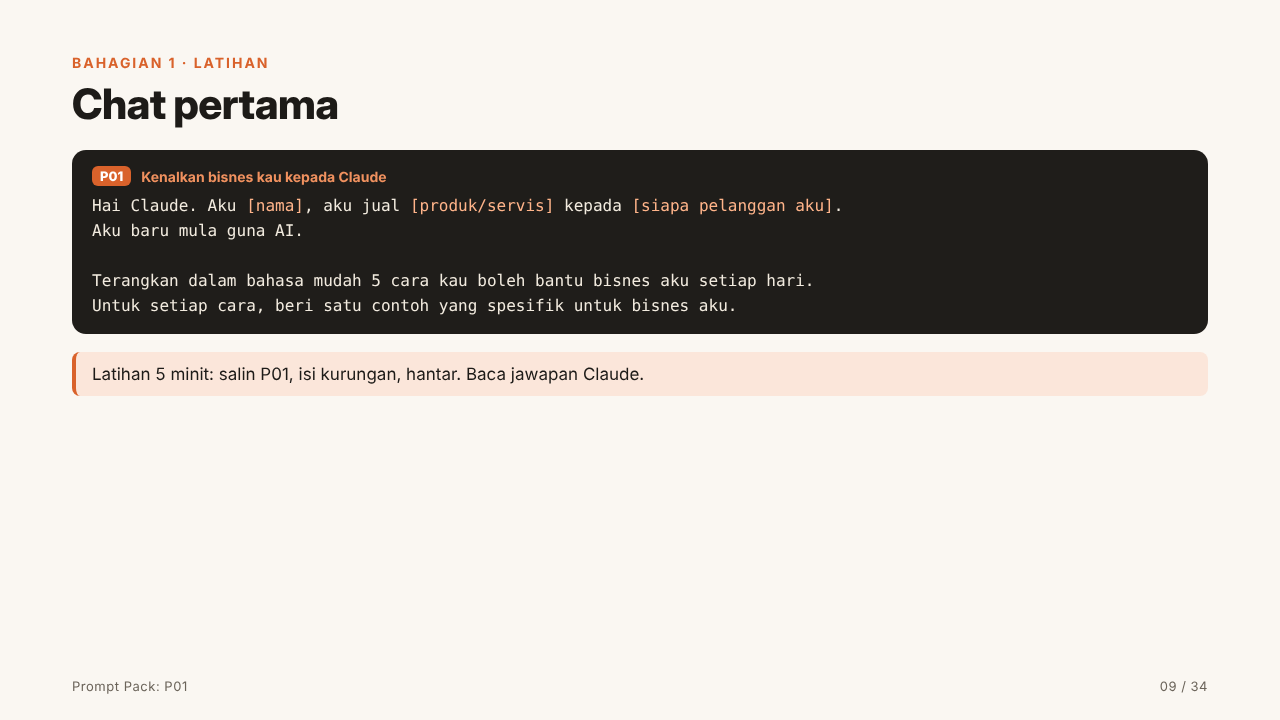 BAHAGIAN 1 · LATIHAN
Chat pertama
P01 Kenalkan bisnes kau kepada Claude
Hai Claude. Aku [nama], aku jual [produk/servis] kepada [siapa pelanggan aku].
Aku baru mula guna AI.
Terangkan dalam bahasa mudah 5 cara kau boleh bantu bisnes aku setiap hari.
Untuk setiap cara, beri satu contoh yang spesifik untuk bisnes aku.
Latihan 5 minit: salin P01, isi kurungan, hantar. Baca jawapan Claude.
Prompt Pack: P01
09 / 34